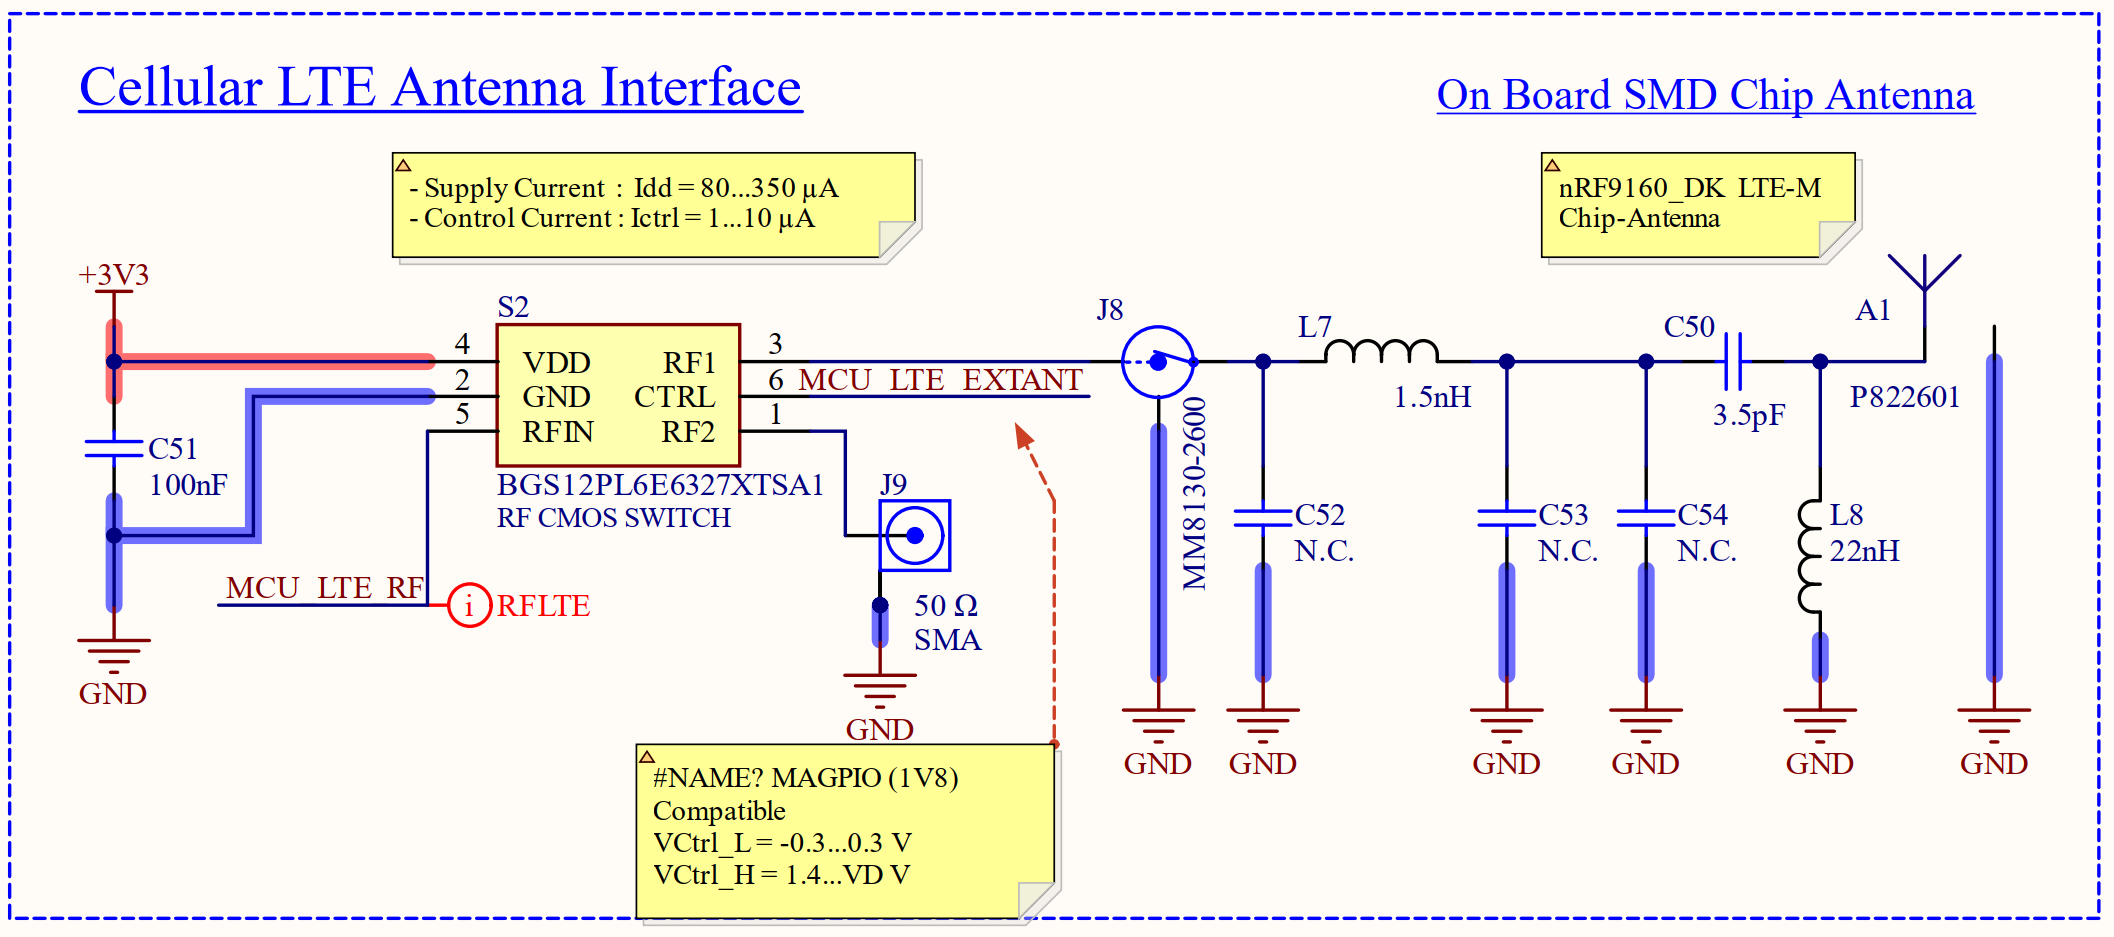 Cellular LTE Antenna Interface
On Board SMD Chip Antenna
- Supply Current : Idd = 80...350 µA
- Control Current : Ictrl = 1...10 µA
nRF9160_DK LTE-M
Chip-Antenna
+3V3
S2
4
VDD
RF1
3
2
GND
CTRL
6
MCU_LTE_EXTANT
5
RFIN
RF2
1
BGS12PL6E6327XTSA1
RF CMOS SWITCH
C51
100nF
MCU_LTE_RF
i
RFLTE
GND
J9
50 Ω
SMA
GND
J8
MM8130-2600
GND
L7
1.5nH
C52
N.C.
GND
C53
N.C.
GND
C54
N.C.
GND
C50
3.5pF
L8
22nH
GND
A1
P822601
GND
#NAME? MAGPIO (1V8)
Compatible
VCtrl_L = -0.3...0.3 V
VCtrl_H = 1.4...VD V